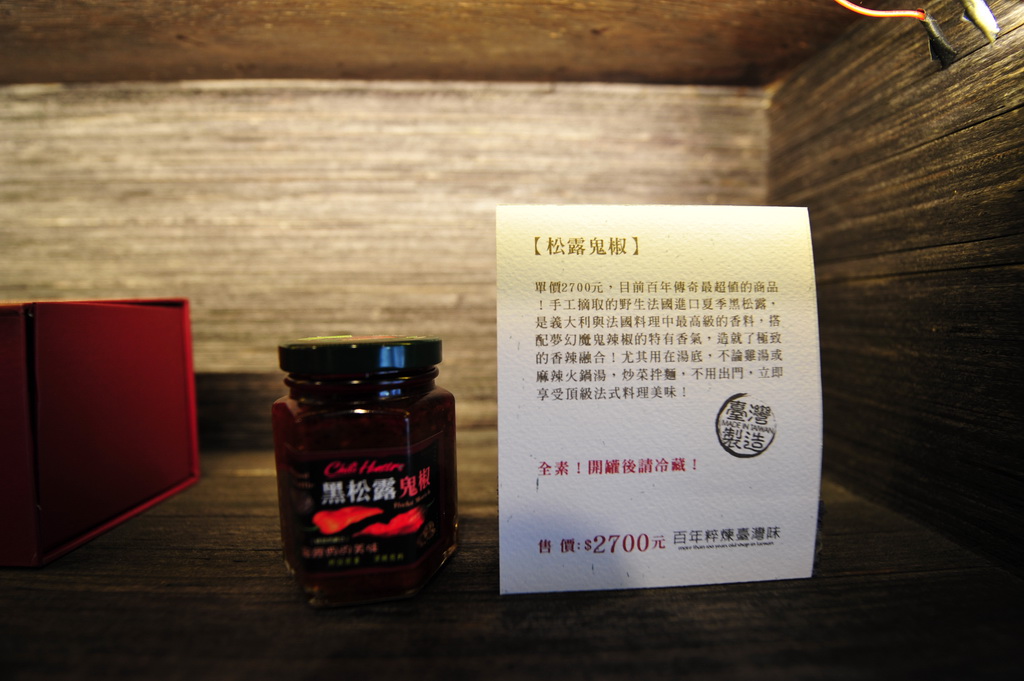 【松露鬼椒】
單價2700元，目前百年傳奇最超值的商品
！手工摘取的野生法國進口夏季黑松露，
是義大利與法國料理中最高級的香料，搭
配夢幻魔鬼辣椒的特有香氣，造就了極致
的香辣融合！尤其用在湯底，不論雞湯或
麻辣火鍋湯，炒菜拌麵，不用出門，立即
享受頂級法式料理美味！
臺灣
MADE IN TAIWAN
製造
全素！開罐後請冷藏！
售 價:$2700元 百年粹煉臺灣味
黑松露鬼椒